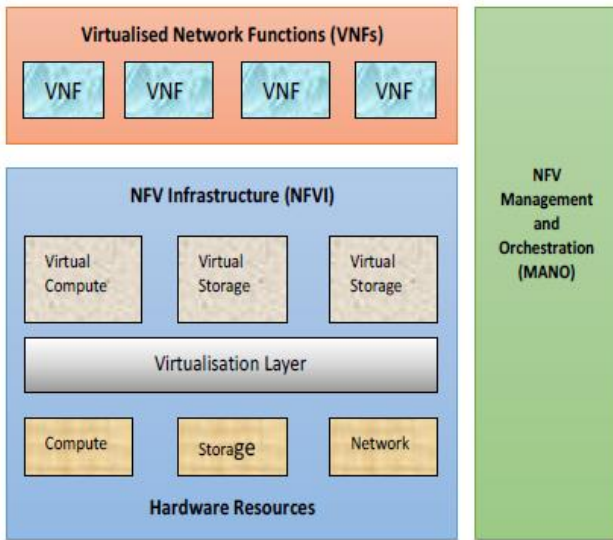 Virtualised Network Functions (VNFs)
VNF
VNF
VNF
VNF
NFV Infrastructure (NFVI)
Virtual
Compute
Virtual
Storage
Virtual
Storage
Virtualisation Layer
Compute
Storage
Network
Hardware Resources
NFV
Management
and
Orchestration
(MANO)